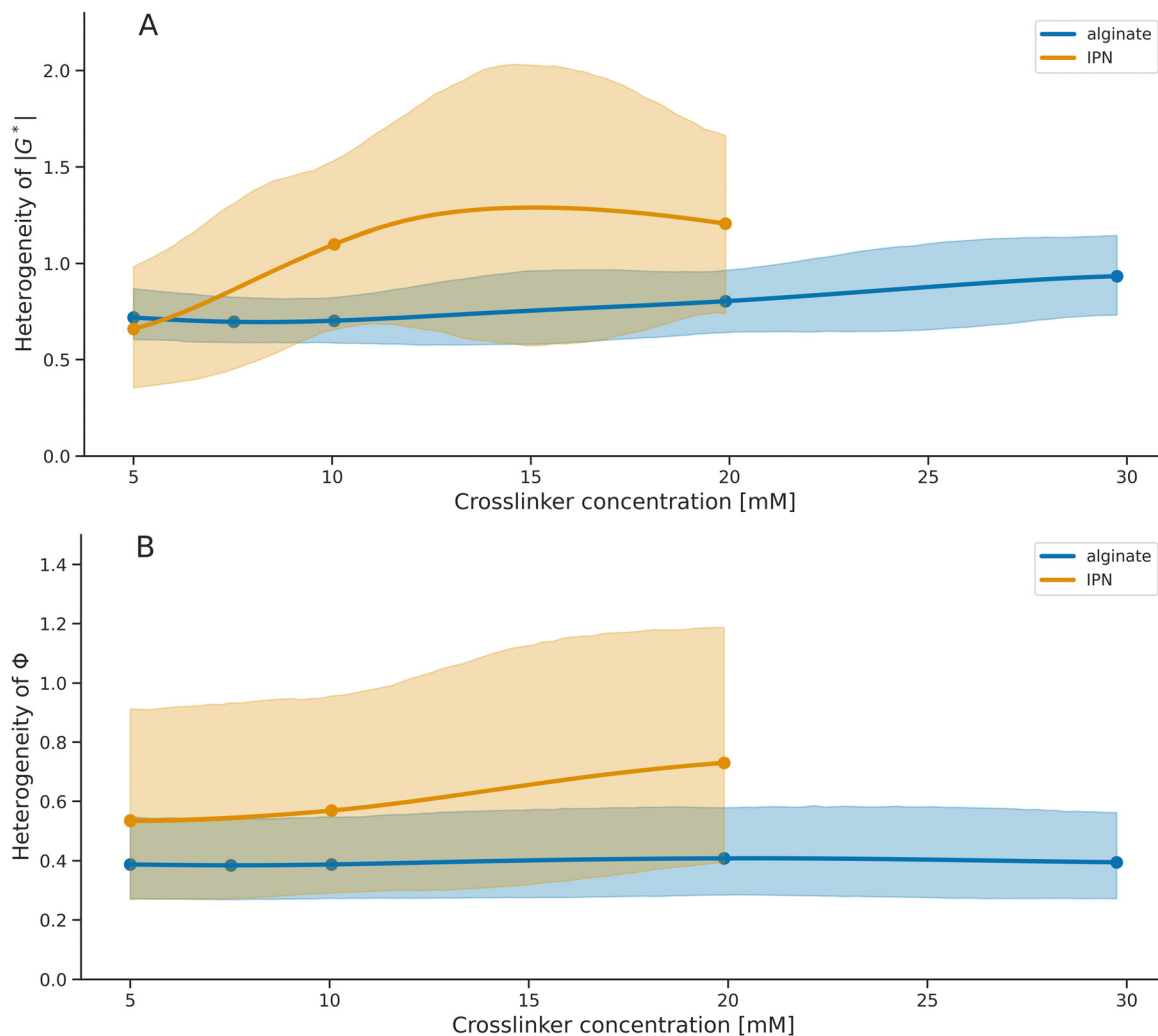 A
alginate
IPN
Heterogeneity of |G*|
2.0
1.5
1.0
0.5
0.0
5 10 15 20 25 30
Crosslinker concentration [mM]
B
alginate
IPN
Heterogeneity of Φ
1.4
1.2
1.0
0.8
0.6
0.4
0.2
0.0
5 10 15 20 25 30
Crosslinker concentration [mM]